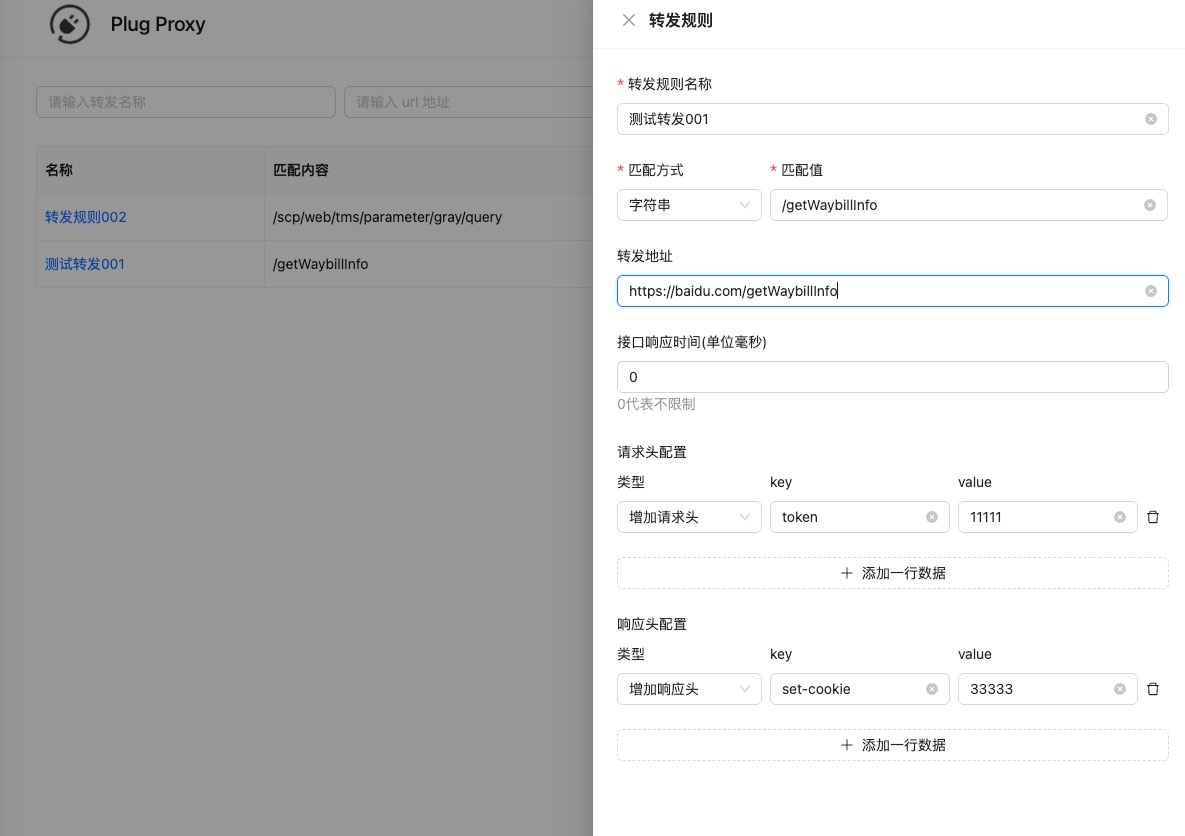 Plug Proxy
请输入转发名称 请输入 url 地址
名称 匹配内容
转发规则002 /scp/web/tms/parameter/gray/query
测试转发001 /getWaybillInfo
转发规则
* 转发规则名称
测试转发001
* 匹配方式 * 匹配值
字符串 /getWaybillInfo
转发地址
https://baidu.com/getWaybillInfo
接口响应时间(单位毫秒)
0
0代表不限制
请求头配置
类型 key value
增加请求头 token 11111
添加一行数据
响应头配置
类型 key value
增加响应头 set-cookie 33333
添加一行数据